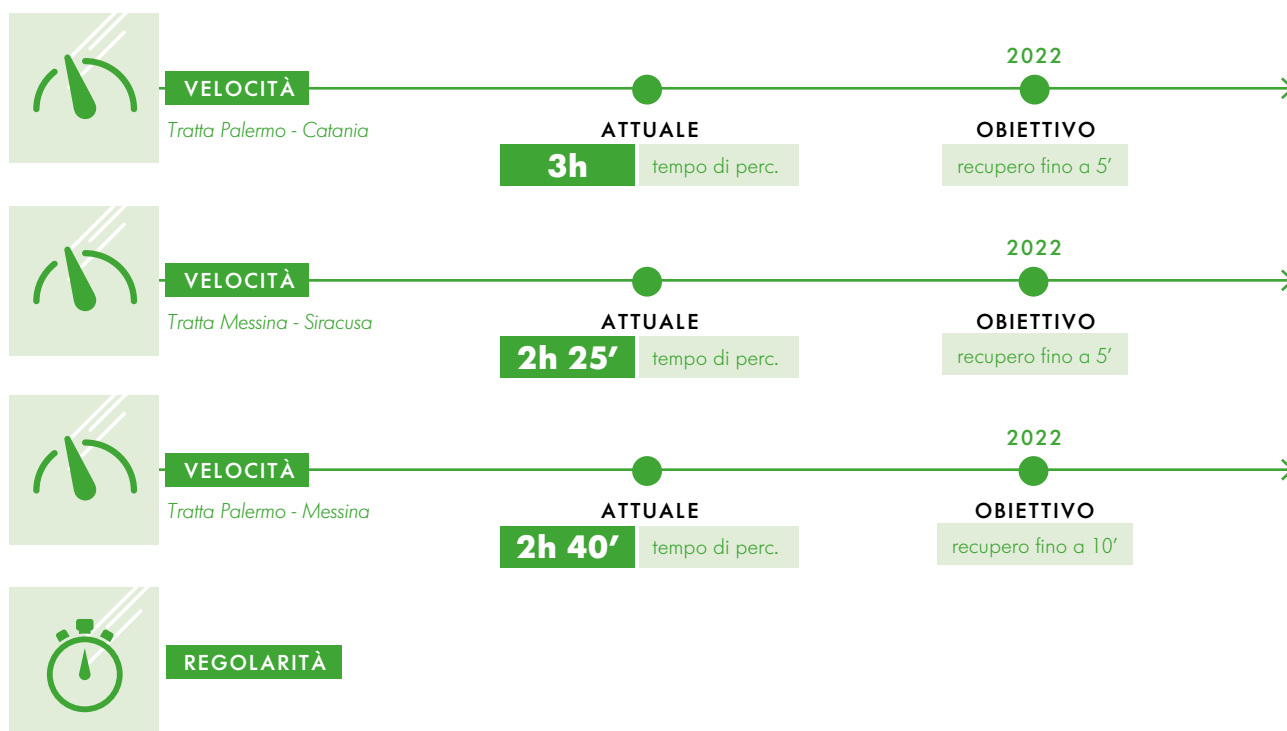 2022
VELOCITÀ
Tratta Palermo - Catania
ATTUALE
OBIETTIVO
3h
tempo di perc.
recupero fino a 5’
2022
VELOCITÀ
Tratta Messina - Siracusa
ATTUALE
OBIETTIVO
2h 25’
tempo di perc.
recupero fino a 5’
2022
VELOCITÀ
Tratta Palermo - Messina
ATTUALE
OBIETTIVO
2h 40’
tempo di perc.
recupero fino a 10’
REGOLARITÀ